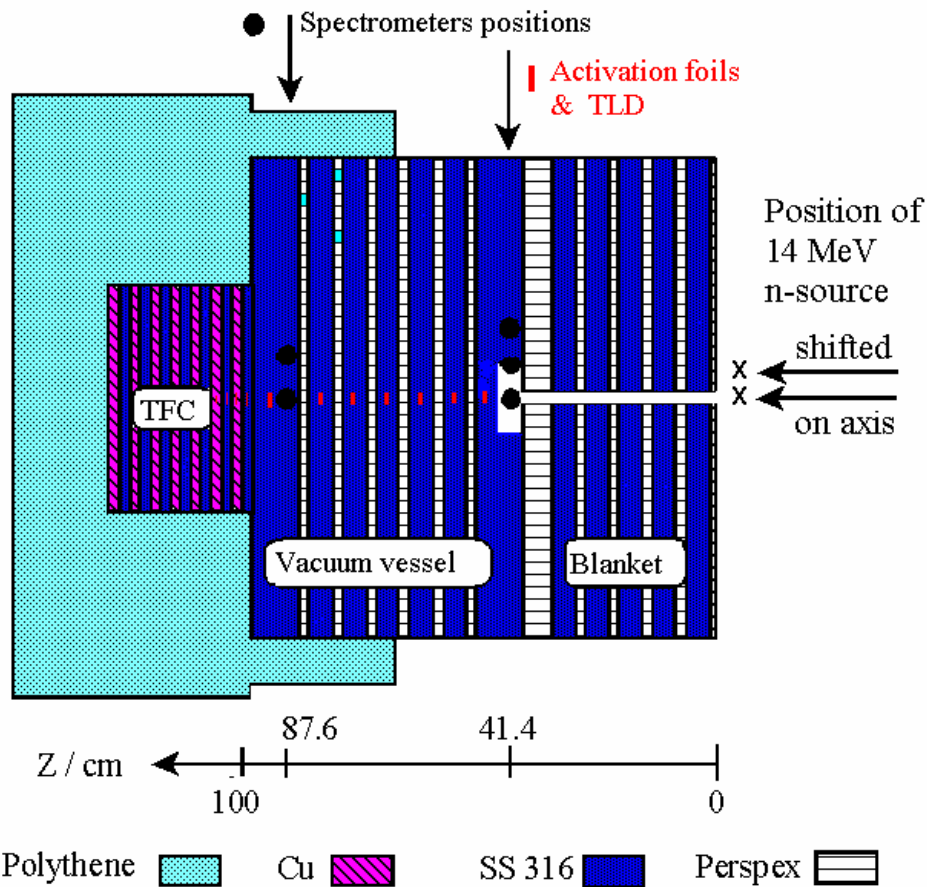 Spectrometers positions
Activation foils
& TLD
Position of
14 MeV
n-source
shifted
x
x
on axis
TFC
Vacuum vessel
Blanket
87.6
41.4
Z / cm
100
0
Polythene
Cu
SS 316
Perspex